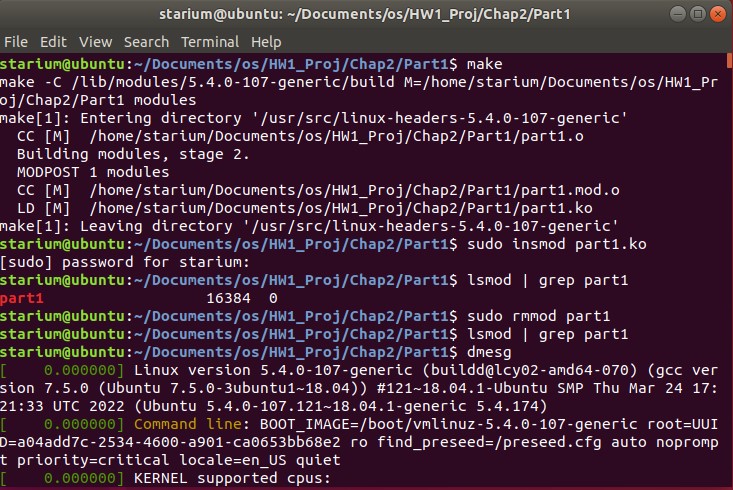 starium@ubuntu: ~/Documents/os/HW1_Proj/Chap2/Part1
File Edit View Search Terminal Help
starium@ubuntu:~/Documents/os/HW1_Proj/Chap2/Part1$ make
make -C /lib/modules/5.4.0-107-generic/build M=/home/starium/Documents/os/HW1_Pr
oj/Chap2/Part1 modules
make[1]: Entering directory '/usr/src/linux-headers-5.4.0-107-generic'
  CC [M]  /home/starium/Documents/os/HW1_Proj/Chap2/Part1/part1.o
  Building modules, stage 2.
  MODPOST 1 modules
  CC [M]  /home/starium/Documents/os/HW1_Proj/Chap2/Part1/part1.mod.o
  LD [M]  /home/starium/Documents/os/HW1_Proj/Chap2/Part1/part1.ko
make[1]: Leaving directory '/usr/src/linux-headers-5.4.0-107-generic'
starium@ubuntu:~/Documents/os/HW1_Proj/Chap2/Part1$ sudo insmod part1.ko
[sudo] password for starium:
starium@ubuntu:~/Documents/os/HW1_Proj/Chap2/Part1$ lsmod | grep part1
part1                  16384  0
starium@ubuntu:~/Documents/os/HW1_Proj/Chap2/Part1$ sudo rmmod part1
starium@ubuntu:~/Documents/os/HW1_Proj/Chap2/Part1$ lsmod | grep part1
starium@ubuntu:~/Documents/os/HW1_Proj/Chap2/Part1$ dmesg
[    0.000000] Linux version 5.4.0-107-generic (buildd@lcy02-amd64-070) (gcc ver
sion 7.5.0 (Ubuntu 7.5.0-3ubuntu1~18.04)) #121~18.04.1-Ubuntu SMP Thu Mar 24 17:
21:33 UTC 2022 (Ubuntu 5.4.0-107.121~18.04.1-generic 5.4.174)
[    0.000000] Command line: BOOT_IMAGE=/boot/vmlinuz-5.4.0-107-generic root=UUI
D=a04add7c-2534-4600-a901-ca0653bb68e2 ro find_preseed=/preseed.cfg auto nopromp
t priority=critical locale=en_US quiet
[    0.000000] KERNEL supported cpus: